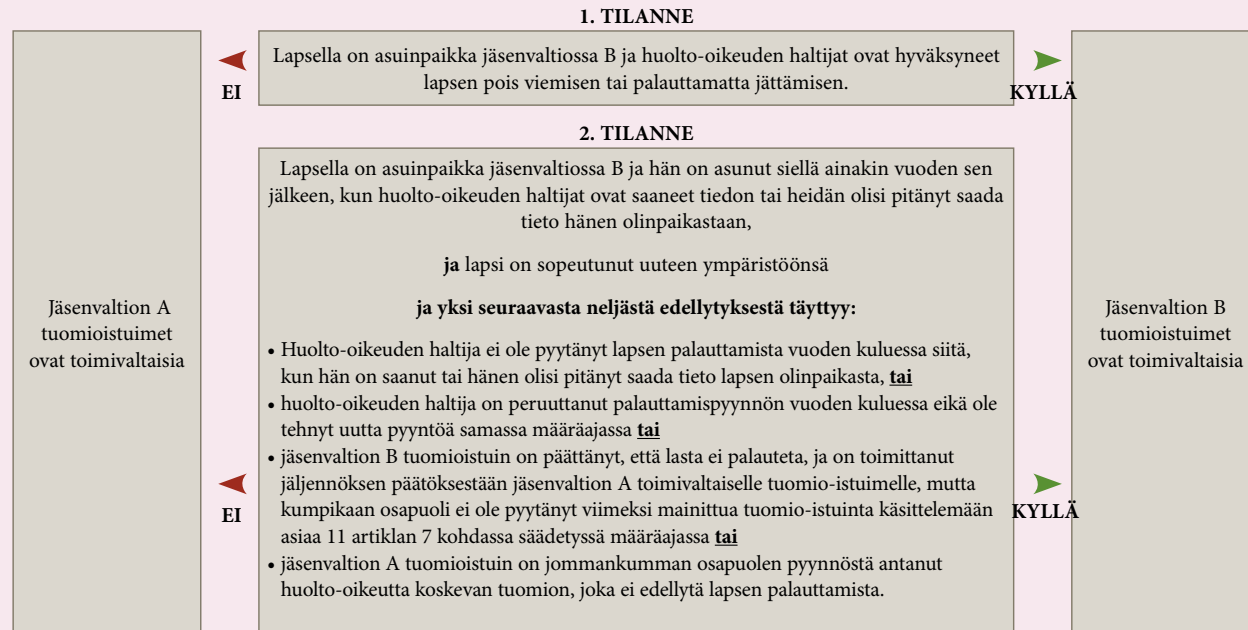 1. TILANNE
Lapsella on asuinpaikka jäsenvaltiossa B ja huolto-oikeuden haltijat ovat hyväksyneet
lapsen pois viemisen tai palauttamatta jättämisen.
EI
KYLLÄ
2. TILANNE
Lapsella on asuinpaikka jäsenvaltiossa B ja hän on asunut siellä ainakin vuoden sen
jälkeen, kun huolto-oikeuden haltijat ovat saaneet tiedon tai heidän olisi pitänyt saada
tieto hänen olinpaikastaan,
ja lapsi on sopeutunut uuteen ympäristöönsä
ja yksi seuraavasta neljästä edellytyksestä täyttyy:
• Huolto-oikeuden haltija ei ole pyytänyt lapsen palauttamista vuoden kuluessa siitä,
kun hän on saanut tai hänen olisi pitänyt saada tieto lapsen olinpaikasta, tai
• huolto-oikeuden haltija on peruuttanut palauttamispyynnön vuoden kuluessa eikä ole
tehnyt uutta pyyntöä samassa määräajassa tai
• jäsenvaltion B tuomioistuin on päättänyt, että lasta ei palauteta, ja on toimittanut
jäljennöksen päätöksestään jäsenvaltion A toimivaltaiselle tuomio-istuimelle, mutta
kumpikaan osapuoli ei ole pyytänyt viimeksi mainittua tuomio-istuinta käsittelemään
asiaa 11 artiklan 7 kohdassa säädetyssä määräajassa tai
• jäsenvaltion A tuomioistuin on jommankumman osapuolen pyynnöstä antanut
huolto-oikeutta koskevan tuomion, joka ei edellytä lapsen palauttamista.
EI
KYLLÄ
Jäsenvaltion A
tuomioistuimet
ovat toimivaltaisia
Jäsenvaltion B
tuomioistuimet
ovat toimivaltaisia